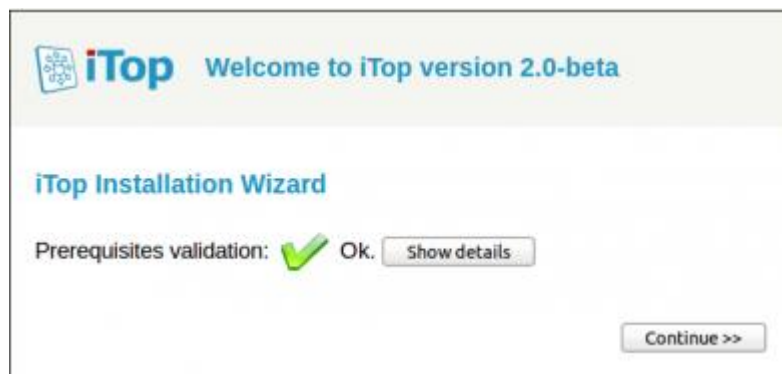 iTop Welcome to iTop version 2.0-beta
iTop Installation Wizard
Prerequisites validation: Ok. Show details
Continue >>